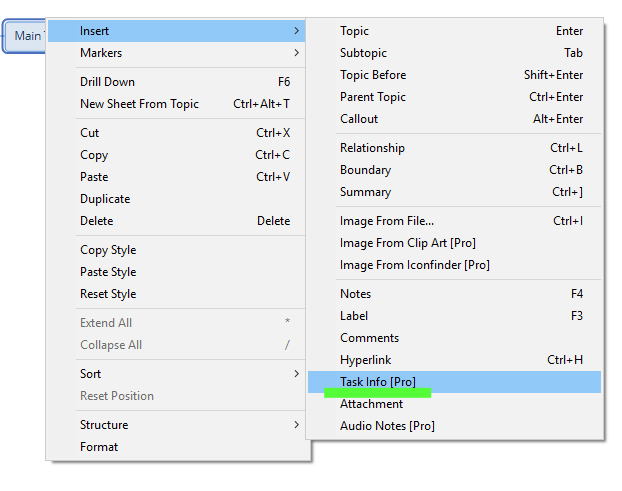 Main
Insert
Markers
Drill Down F6
New Sheet From Topic Ctrl+Alt+T
Cut Ctrl+X
Copy Ctrl+C
Paste Ctrl+V
Duplicate
Delete Delete
Copy Style
Paste Style
Reset Style
Extend All *
Collapse All /
Sort
Reset Position
Structure
Format
Topic Enter
Subtopic Tab
Topic Before Shift+Enter
Parent Topic Ctrl+Enter
Callout Alt+Enter
Relationship Ctrl+L
Boundary Ctrl+B
Summary Ctrl+]
Image From File... Ctrl+I
Image From Clip Art [Pro]
Image From Iconfinder [Pro]
Notes F4
Label F3
Comments
Hyperlink Ctrl+H
Task Info [Pro]
Attachment
Audio Notes [Pro]